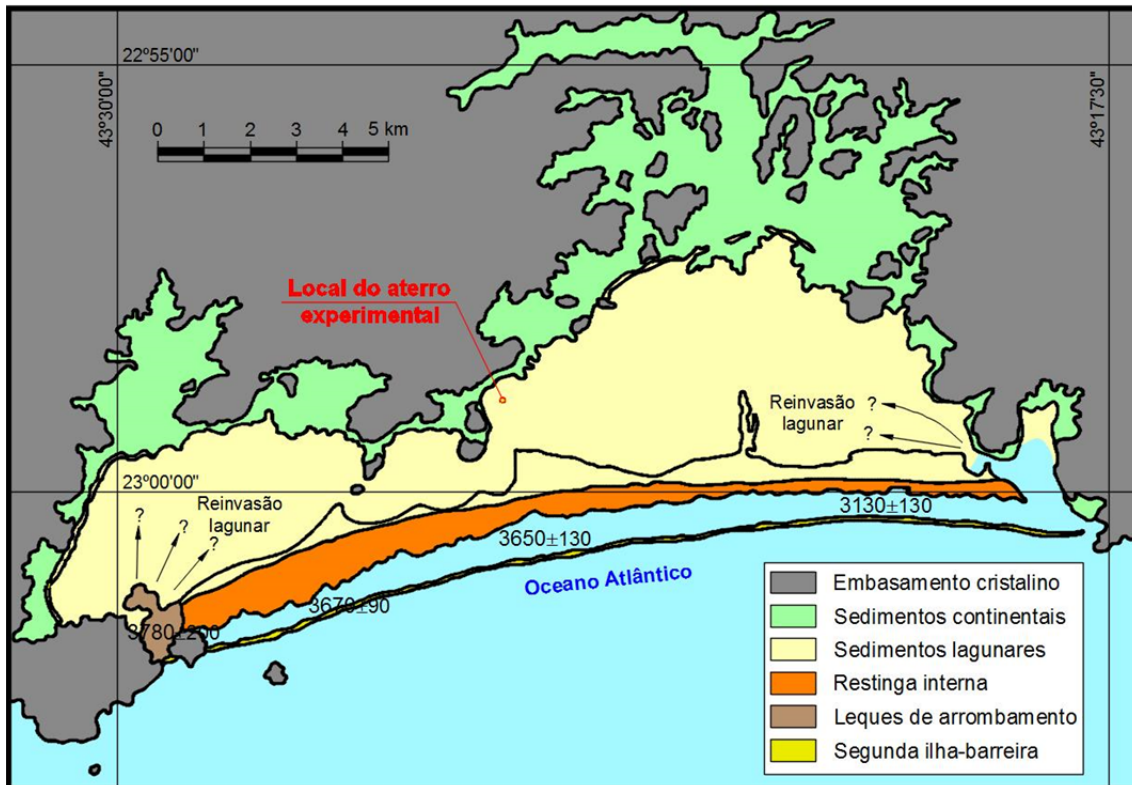 22º55'00"
43º30'00"
43º17'30"
0 1 2 3 4 5 km
Local do aterro
experimental
Reinvasão
lagunar
?
?
23º00'00"
Reinvasão
lagunar
?
?
?
3130±130
3650±130
3670±90
3780±200
Oceano Atlântico
Embasamento cristalino
Sedimentos continentais
Sedimentos lagunares
Restinga interna
Leques de arrombamento
Segunda ilha-barreira